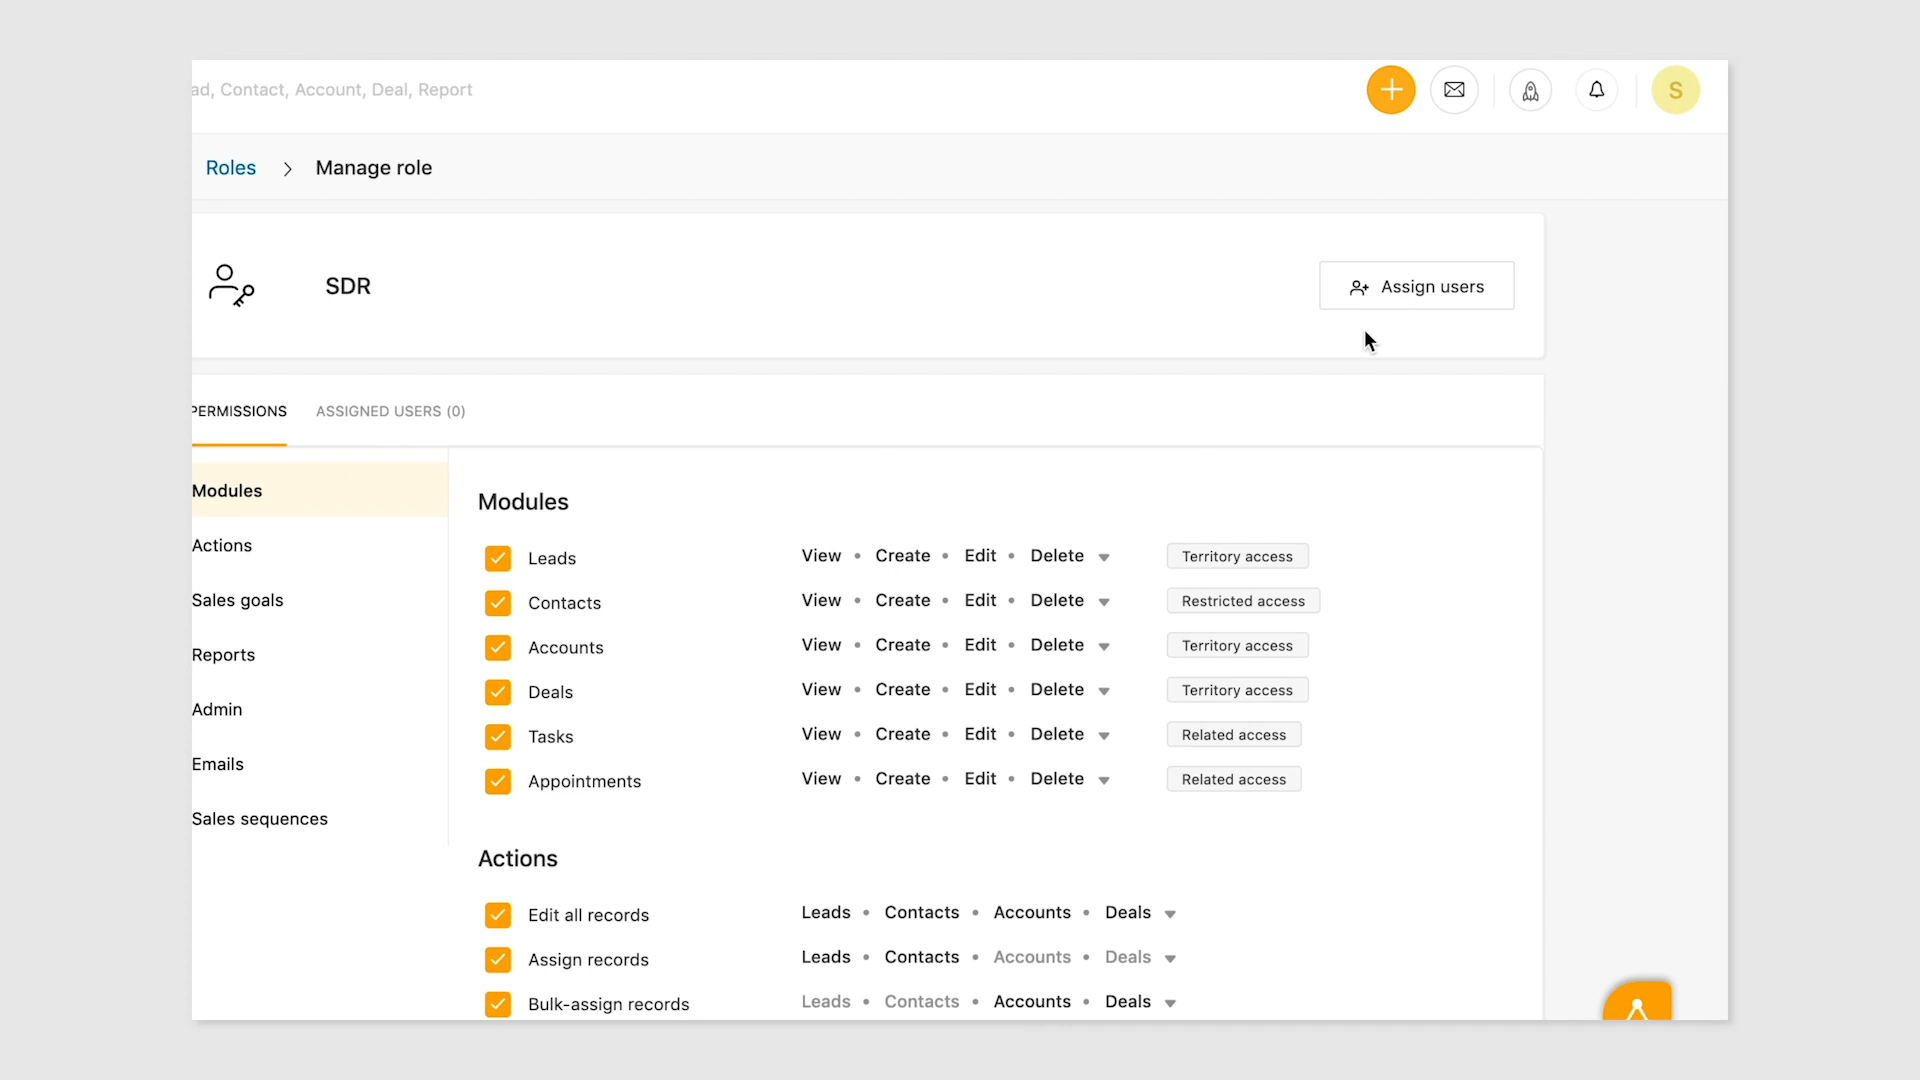 ad, Contact, Account, Deal, Report
S
Roles > Manage role
SDR
Assign users
PERMISSIONS ASSIGNED USERS (0)
Modules
Actions
Sales goals
Reports
Admin
Emails
Sales sequences
Modules
Leads View • Create • Edit • Delete Territory access
Contacts View • Create • Edit • Delete Restricted access
Accounts View • Create • Edit • Delete Territory access
Deals View • Create • Edit • Delete Territory access
Tasks View • Create • Edit • Delete Related access
Appointments View • Create • Edit • Delete Related access
Actions
Edit all records Leads • Contacts • Accounts • Deals
Assign records Leads • Contacts • Accounts • Deals
Bulk-assign records Leads • Contacts • Accounts • Deals